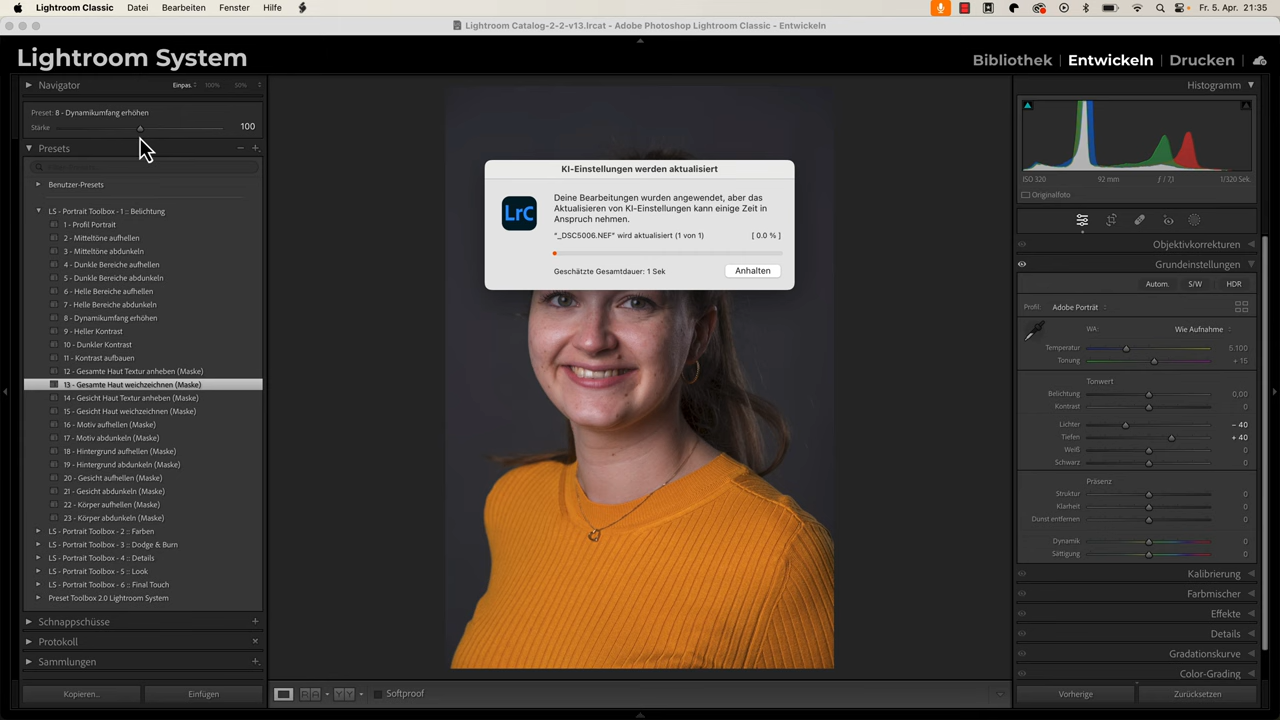 Lightroom Classic Datei Bearbeiten Fenster Hilfe Fr. 5. Apr. 21:35
Lightroom Catalog-2-2-v13.lrcat - Adobe Photoshop Lightroom Classic - Entwickeln
Lightroom System
Bibliothek Entwickeln Drucken
Navigator Einpas. 100% 50%
Preset: 8 - Dynamikumfang erhöhen
Stärke 100
Presets
Benutzer-Presets
LS - Portrait Toolbox - 1 :: Belichtung
1 - Profil Portrait
2 - Mitteltöne aufhellen
3 - Mitteltöne abdunkeln
4 - Dunkle Bereiche aufhellen
5 - Dunkle Bereiche abdunkeln
6 - Helle Bereiche aufhellen
7 - Helle Bereiche abdunkeln
8 - Dynamikumfang erhöhen
9 - Heller Kontrast
10 - Dunkler Kontrast
11 - Kontrast aufbauen
12 - Gesamte Haut Textur anheben (Maske)
13 - Gesamte Haut weichzeichnen (Maske)
14 - Gesicht Haut Textur anheben (Maske)
15 - Gesicht Haut weichzeichnen (Maske)
16 - Motiv aufhellen (Maske)
17 - Motiv abdunkeln (Maske)
18 - Hintergrund aufhellen (Maske)
19 - Hintergrund abdunkeln (Maske)
20 - Gesicht aufhellen (Maske)
21 - Gesicht abdunkeln (Maske)
22 - Körper aufhellen (Maske)
23 - Körper abdunkeln (Maske)
LS - Portrait Toolbox - 2 :: Farben
LS - Portrait Toolbox - 3 :: Dodge & Burn
LS - Portrait Toolbox - 4 :: Details
LS - Portrait Toolbox - 5 :: Look
LS - Portrait Toolbox - 6 :: Final Touch
Preset Toolbox 2.0 Lightroom System
Schnappschüsse
Protokoll
Sammlungen
Kopieren... Einfügen
KI-Einstellungen werden aktualisiert
LrC
Deine Bearbeitungen wurden angewendet, aber das
Aktualisieren von KI-Einstellungen kann einige Zeit in
Anspruch nehmen.
"_DSC5006.NEF" wird aktualisiert (1 von 1) [ 0.0 % ]
Geschätzte Gesamtdauer: 1 Sek Anhalten
Softproof
Histogramm
ISO 320 92 mm ƒ / 7,1 1/320 Sek.
Originalfoto
Objektivkorrekturen
Grundeinstellungen
Autom. S/W HDR
Profil: Adobe Porträt
WA: Wie Aufnahme
Temperatur 5.100
Tonung + 15
Tonwert
Belichtung 0,00
Kontrast 0
Lichter – 40
Tiefen + 40
Weiß 0
Schwarz 0
Präsenz
Struktur 0
Klarheit 0
Dunst entfernen 0
Dynamik 0
Sättigung 0
Kalibrierung
Farbmischer
Effekte
Details
Gradationskurve
Color-Grading
Vorherige Zurücksetzen